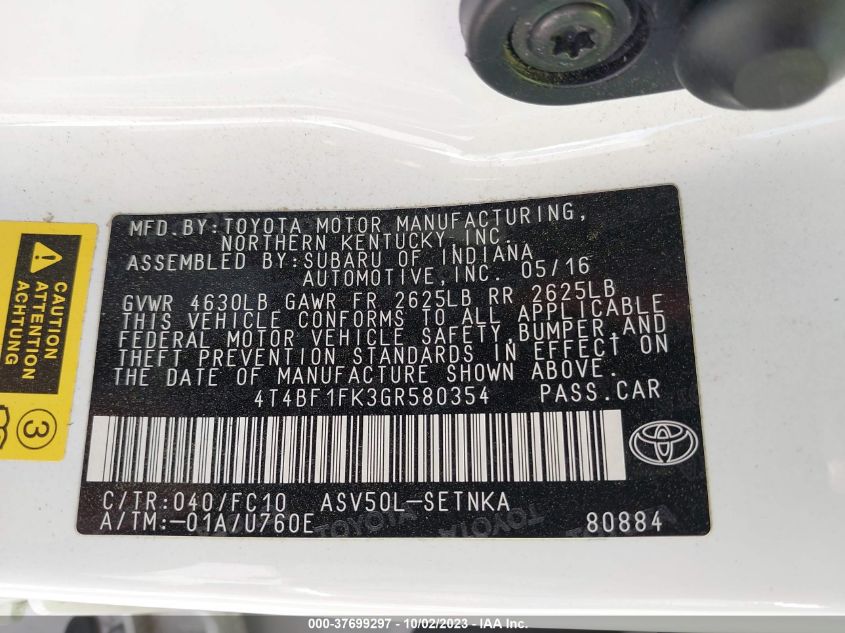 MFD.BY:TOYOTA MOTOR MANUFACTURING,
NORTHERN KENTUCKY INC.
ASSEMBLED BY:SUBARU OF INDIANA
AUTOMOTIVE,INC. 05/16
GVWR 4630LB GAWR FR 2625LB RR 2625LB
THIS VEHICLE CONFORMS TO ALL APPLICABLE
FEDERAL MOTOR VEHICLE SAFETY,BUMPER,AND
THEFT PREVENTION STANDARDS IN EFFECT ON
THE DATE OF MANUFACTURE SHOWN ABOVE.
4T4BF1FK3GR580354 PASS.CAR
C/TR:040/FC10 ASV50L-SETNKA
A/TM:-01A/U760E 80884
CAUTION
ATTENTION
ACHTUNG
3
000-37699297 - 10/02/2023 - IAA Inc.